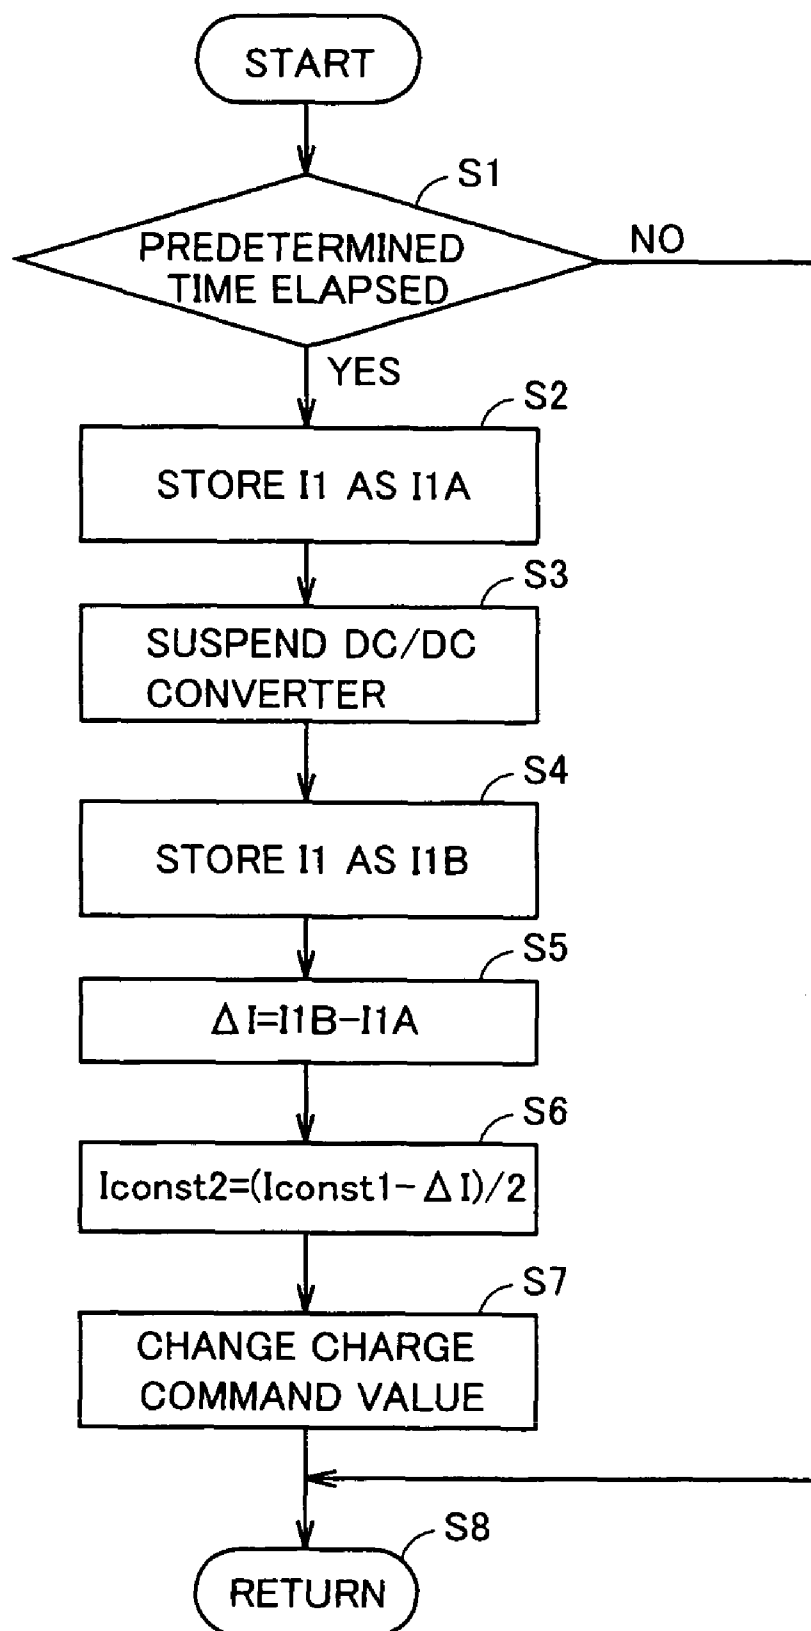 START
S1
PREDETERMINED
TIME ELAPSED
NO
YES
S2
STORE I1 AS I1A
S3
SUSPEND DC/DC
CONVERTER
S4
STORE I1 AS I1B
S5
ΔI=I1B-I1A
S6
Iconst2=(Iconst1-ΔI)/2
S7
CHANGE CHARGE
COMMAND VALUE
S8
RETURN